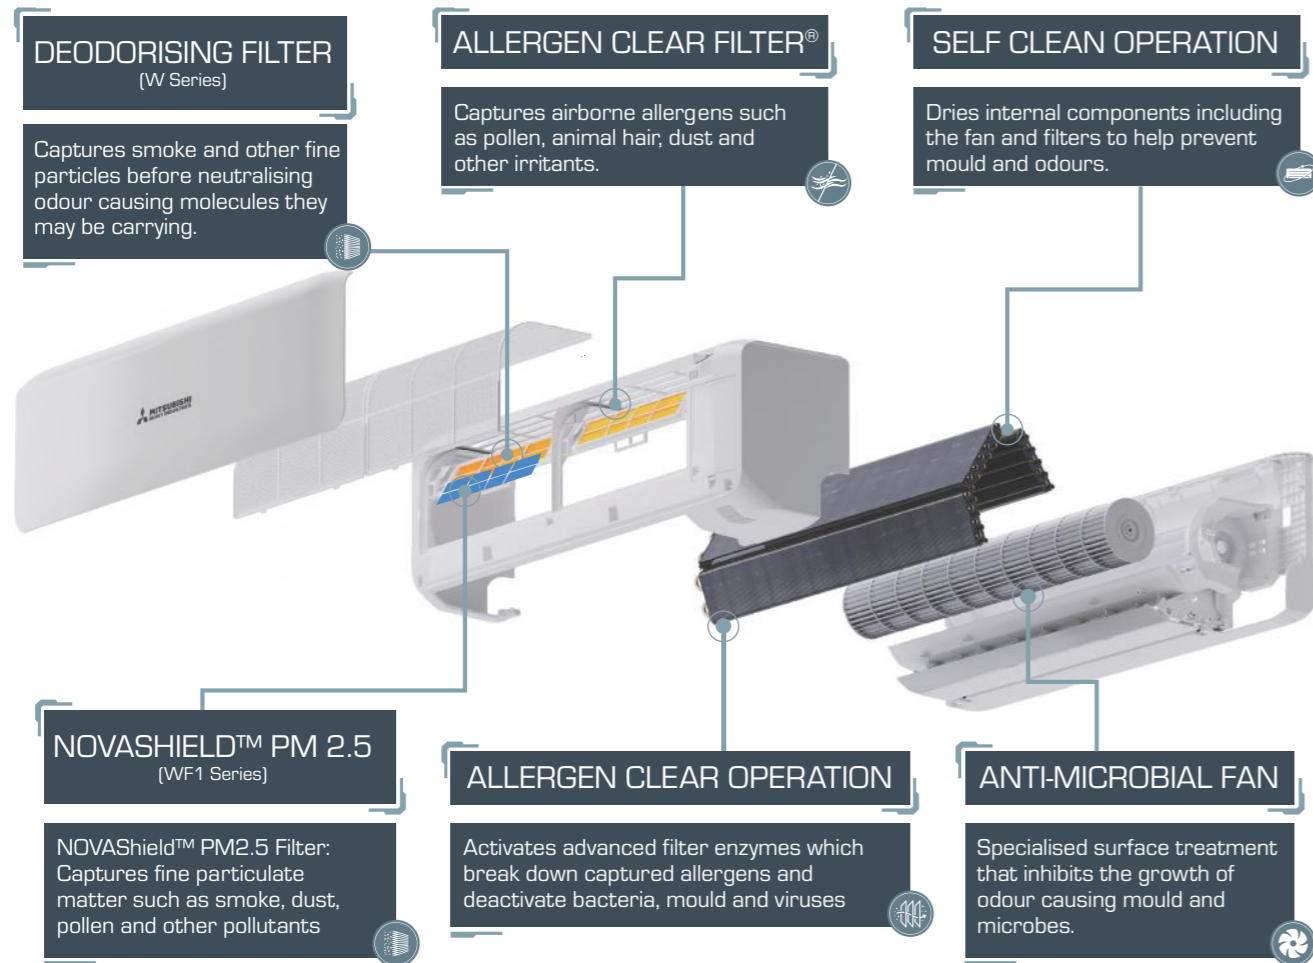 DEODORISING FILTER
(W Series)
Captures smoke and other fine
particles before neutralising
odour causing molecules they
may be carrying.
ALLERGEN CLEAR FILTER®
Captures airborne allergens such
as pollen, animal hair, dust and
other irritants.
SELF CLEAN OPERATION
Dries internal components including
the fan and filters to help prevent
mould and odours.
MITSUBISHI
HEAVY INDUSTRIES
NOVASHIELD™ PM 2.5
(WF1 Series)
NOVAShield™ PM2.5 Filter:
Captures fine particulate
matter such as smoke, dust,
pollen and other pollutants
ALLERGEN CLEAR OPERATION
Activates advanced filter enzymes which
break down captured allergens and
deactivate bacteria, mould and viruses
ANTI-MICROBIAL FAN
Specialised surface treatment
that inhibits the growth of
odour causing mould and
microbes.